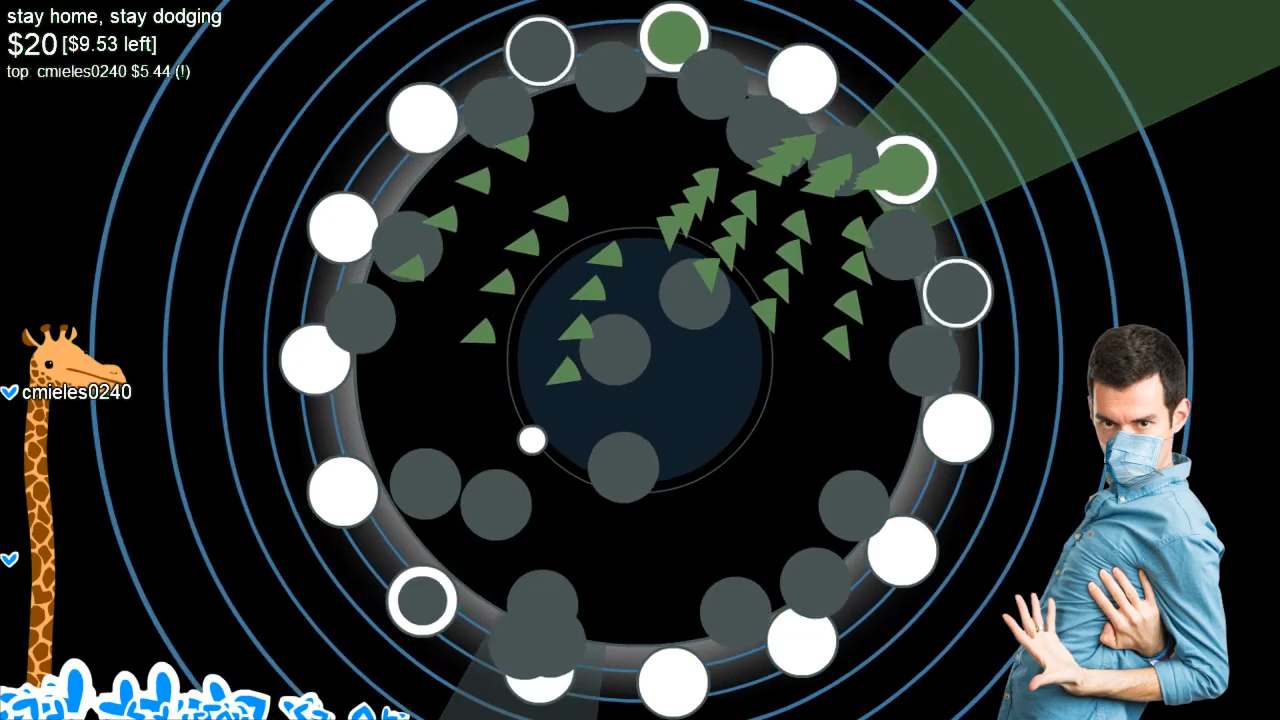 stay home, stay dodging
$20 [$9.53 left]
top: cmieles0240 $5.44 (!)
cmieles0240